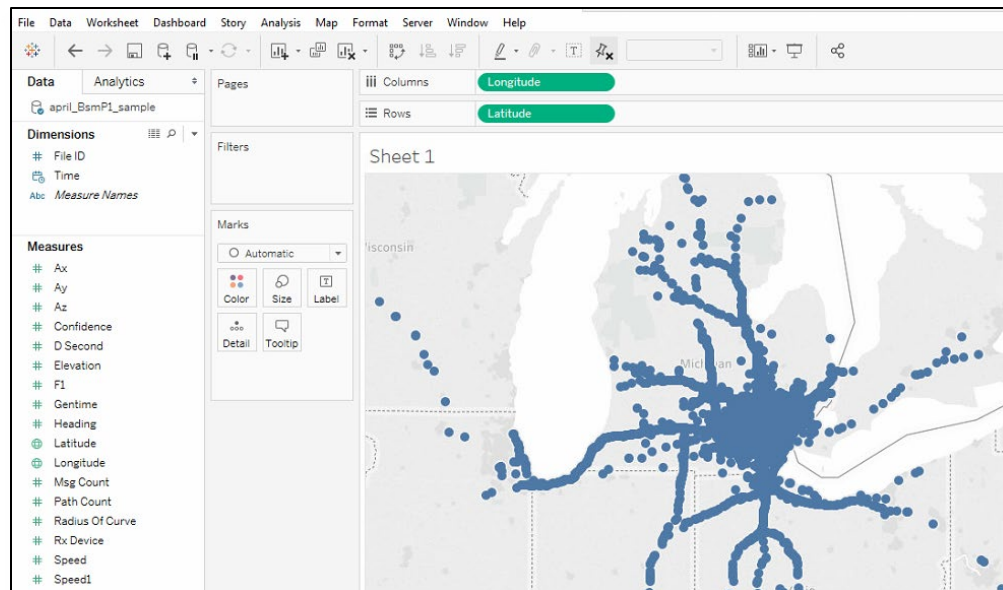 File Data Worksheet Dashboard Story Analysis Map Format Server Window Help
Data Analytics
Pages
iii Columns
Longitude
april_BsmP1_sample
Rows
Latitude
Dimensions
Filters
Sheet 1
# File ID
Time
Abc Measure Names
Marks
Automatic
Color Size Label
Detail Tooltip
Measures
# Ax
# Ay
# Az
# Confidence
# D Second
# Elevation
# F1
# Gentime
# Heading
Latitude
Longitude
# Msg Count
# Path Count
# Radius Of Curve
# Rx Device
# Speed
# Speed1